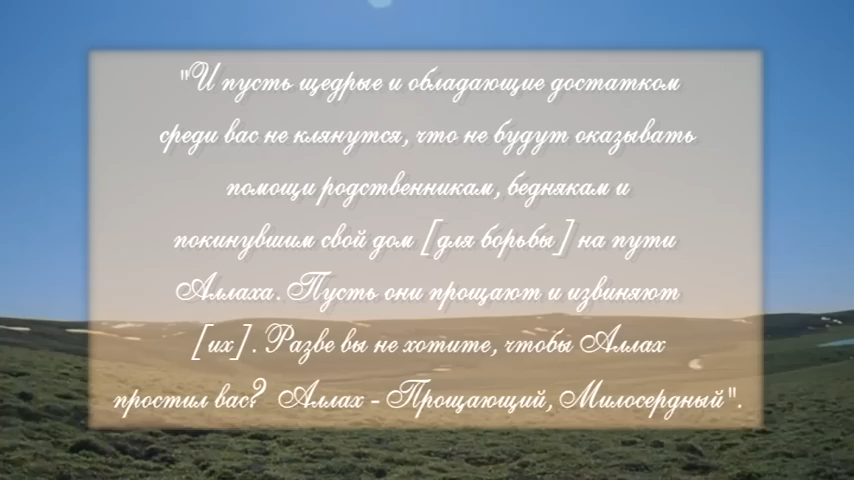 "И пусть щедрые и обладающие достатком
среди вас не клянутся, что не будут оказывать
помощи родственникам, беднякам и
покинувшим свой дом [для борьбы] на пути
Аллаха. Пусть они прощают и извиняют
[их]. Разве вы не хотите, чтобы Аллах
простил вас? Аллах - Прощающий, Милосердный".